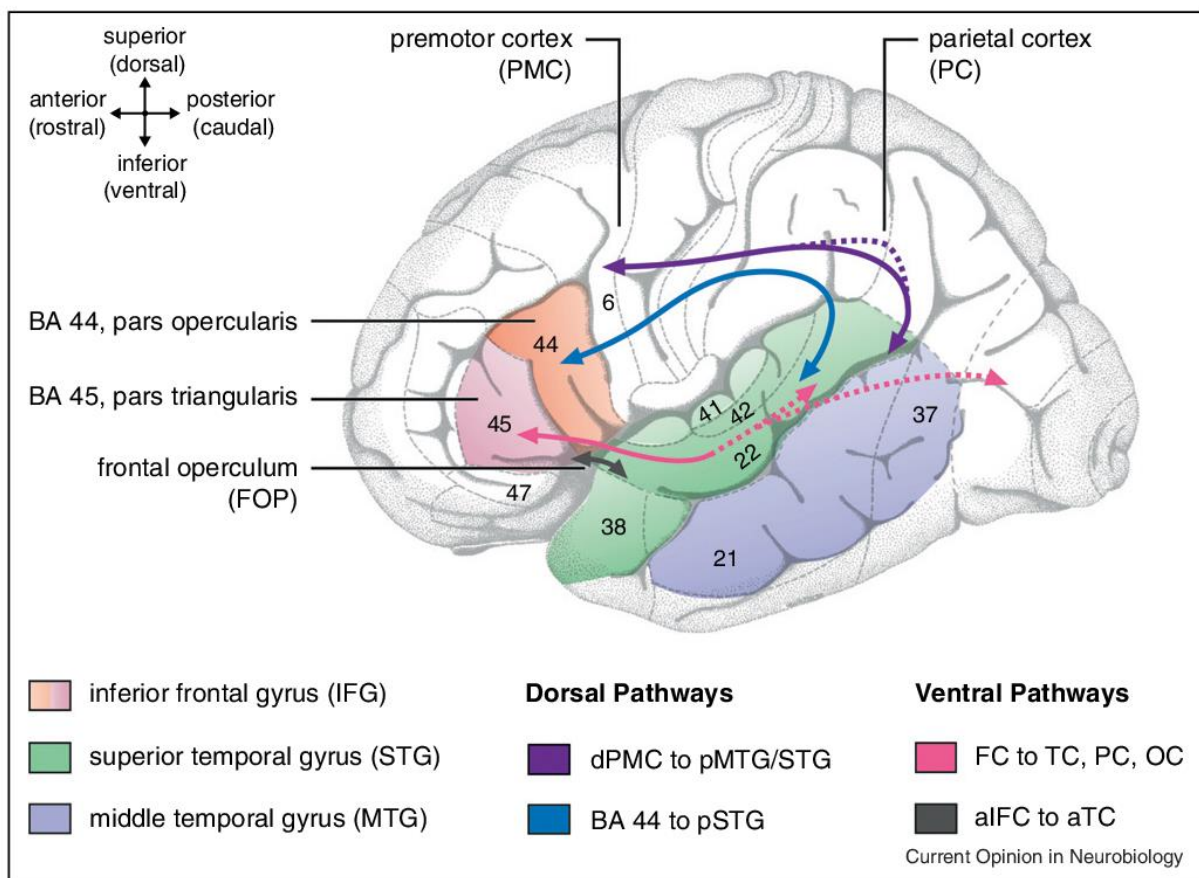 superior
(dorsal)
anterior
(rostral)
posterior
(caudal)
inferior
(ventral)
premotor cortex
(PMC)
parietal cortex
(PC)
BA 44, pars opercularis
BA 45, pars triangularis
frontal operculum
(FOP)
6
44
45
47
41
42
22
38
21
37
inferior frontal gyrus (IFG)
superior temporal gyrus (STG)
middle temporal gyrus (MTG)
Dorsal Pathways
dPMC to pMTG/STG
BA 44 to pSTG
Ventral Pathways
FC to TC, PC, OC
aIFC to aTC
Current Opinion in Neurobiology